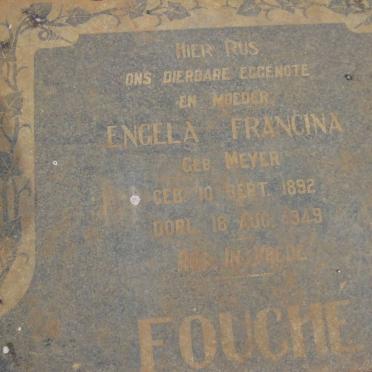 HIER RUS
ONS DIERBARE EGGENOTE
EN MOEDER
ENGELA FRANCINA
GEB. MEYER
GEB. 10 SEPT. 1892
OORL. 18 AUG. 1949
RUS IN VREDE
FOUCHE